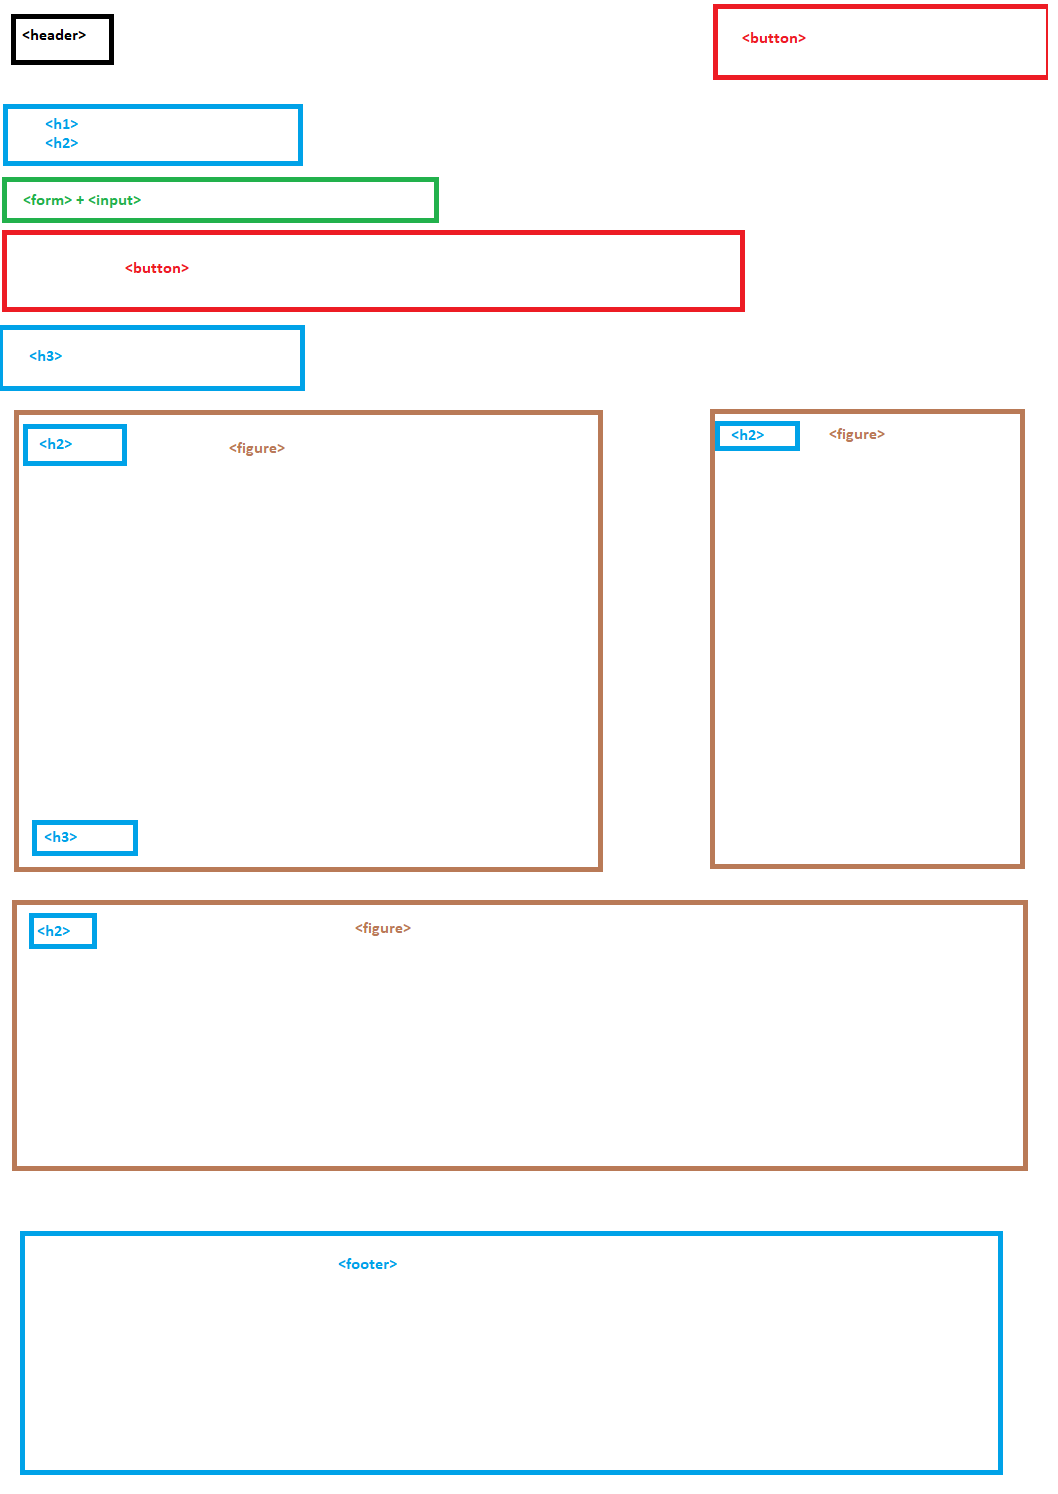 <header>
<button>
<h1>
<h2>
<form> + <input>
<button>
<h3>
<h2>
<figure>
<h3>
<h2>
<figure>
<h2>
<figure>
<footer>